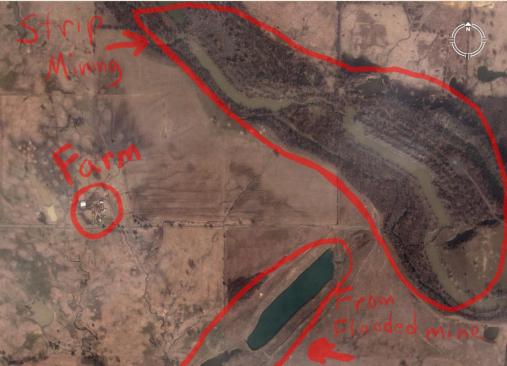 Strip
Mining
N
Farm
From
Flooded mine